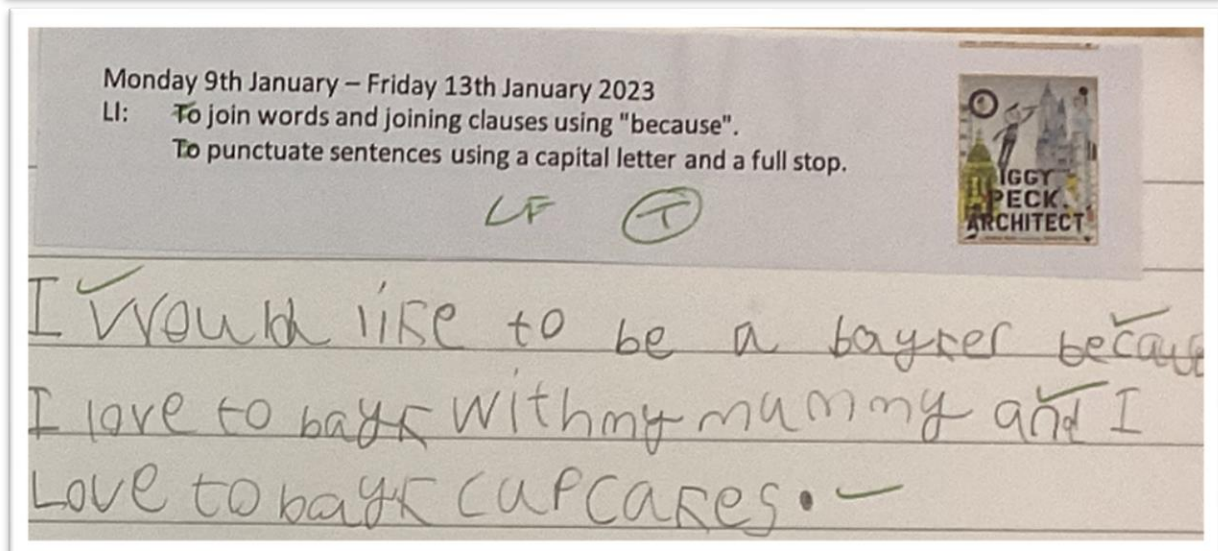 Monday 9th January – Friday 13th January 2023
LI: To join words and joining clauses using "because".
To punctuate sentences using a capital letter and a full stop.
IGGY
PECK
ARCHITECT
LF T
I Would like to be a bayker becaus
I love to bayk with my mummy and I
Love to bayk cupcakes.